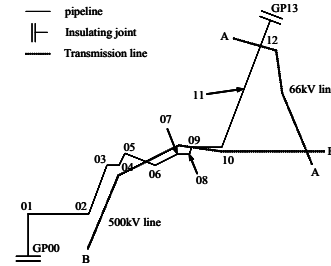 pipeline
GP13
Insulating joint
A
12
Transmission line
11
66kV lin
07
09
05
03
04
10
06
08
A
01
02
500kV line
GP00
B